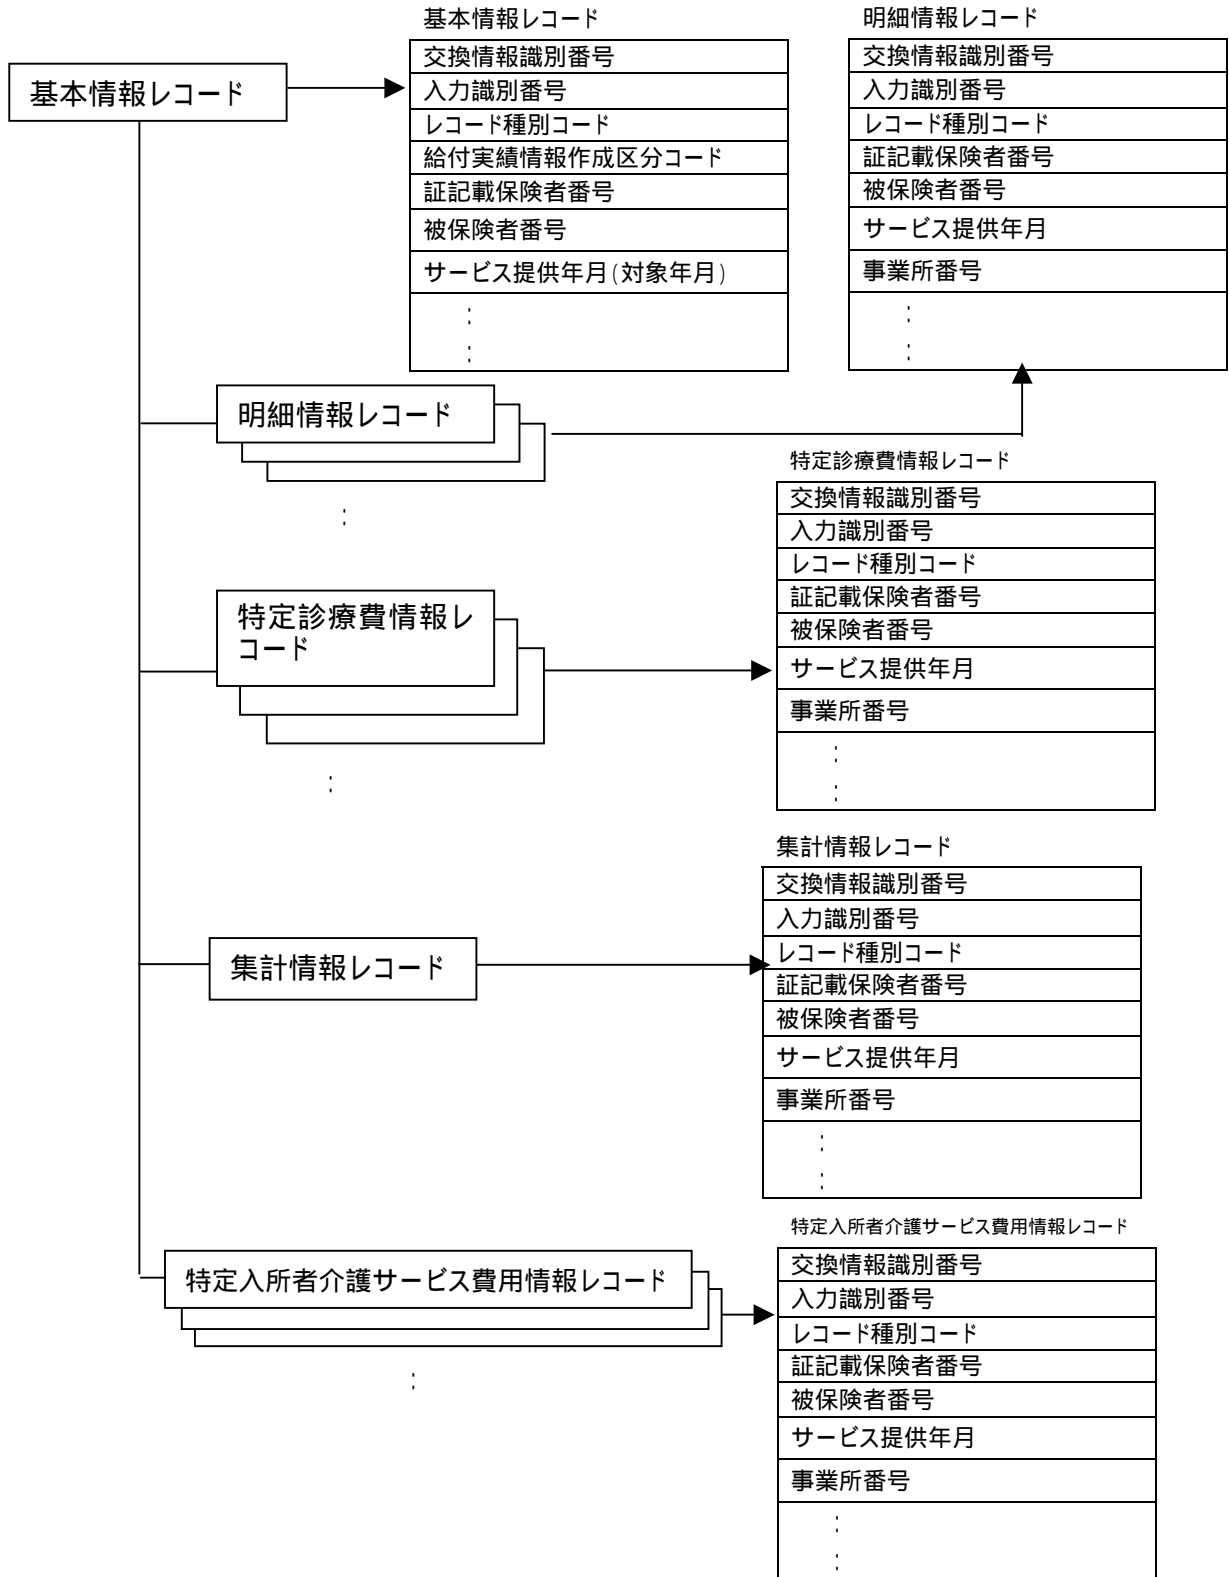 基本情報レコード
基本情報レコード
交換情報識別番号
入力識別番号
レコード種別コード
給付実績情報作成区分コード
証記載保険者番号
被保険者番号
サービス提供年月(対象年月)
:
:
明細情報レコード
交換情報識別番号
入力識別番号
レコード種別コード
証記載保険者番号
被保険者番号
サービス提供年月
事業所番号
:
:
明細情報レコード
:
特定診療費情報レコード
交換情報識別番号
入力識別番号
レコード種別コード
証記載保険者番号
被保険者番号
サービス提供年月
事業所番号
:
:
特定診療費情報レ
コード
:
集計情報レコード
交換情報識別番号
入力識別番号
レコード種別コード
証記載保険者番号
被保険者番号
サービス提供年月
事業所番号
:
:
集計情報レコード
特定入所者介護サービス費用情報レコード
交換情報識別番号
入力識別番号
レコード種別コード
証記載保険者番号
被保険者番号
サービス提供年月
事業所番号
:
:
特定入所者介護サービス費用情報レコード
: